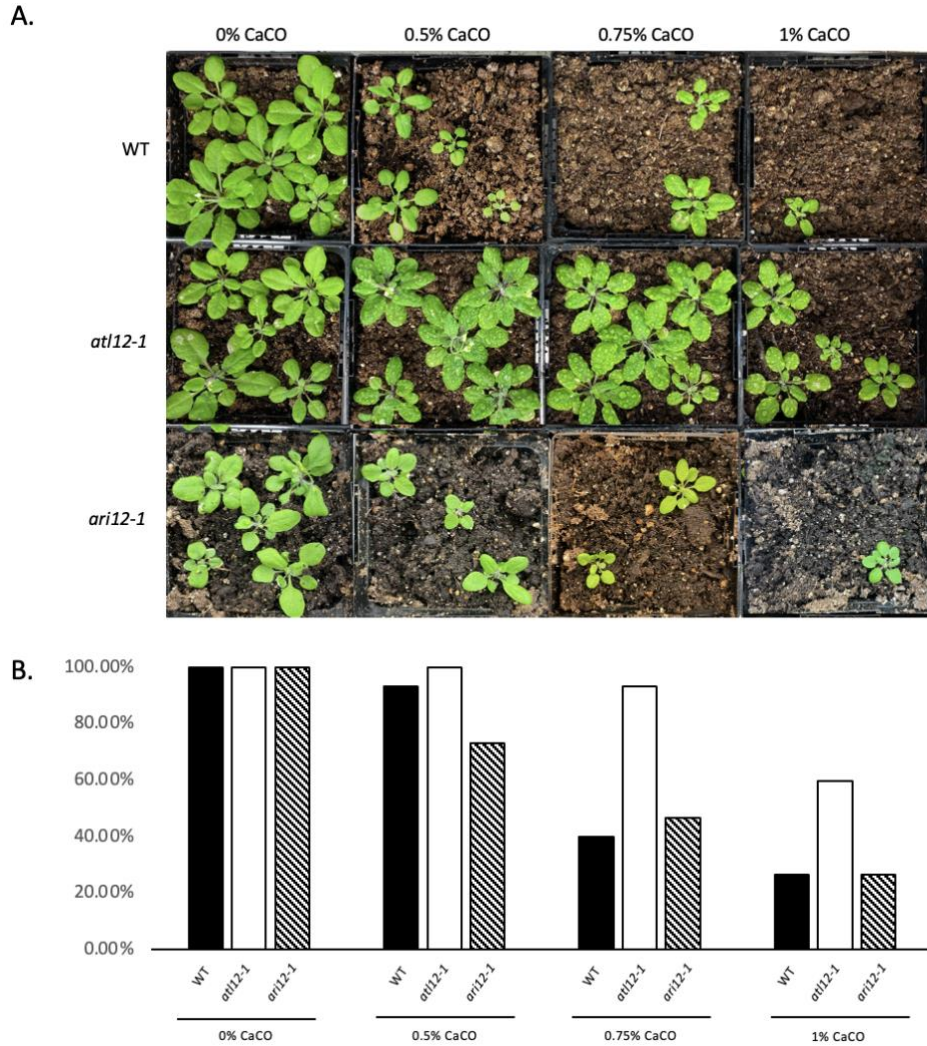 A.
0% CaCO 0.5% CaCO 0.75% CaCO 1% CaCO
WT
atl12-1
ari12-1
B.
100.00%
80.00%
60.00%
40.00%
20.00%
0.00%
WT atl12-1 ari12-1 WT atl12-1 ari12-1 WT atl12-1 ari12-1 WT atl12-1 ari12-1
0% CaCO 0.5% CaCO 0.75% CaCO 1% CaCO